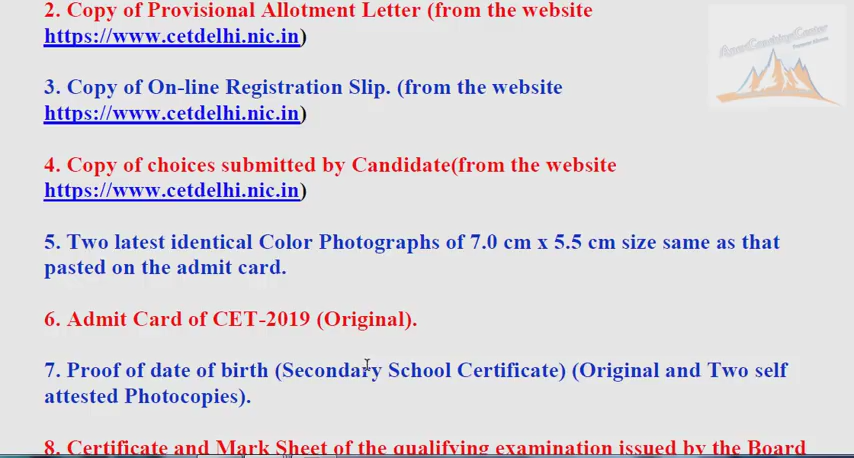 2. Copy of Provisional Allotment Letter (from the website
https://www.cetdelhi.nic.in)
3. Copy of On-line Registration Slip. (from the website
https://www.cetdelhi.nic.in)
4. Copy of choices submitted by Candidate(from the website
https://www.cetdelhi.nic.in)
5. Two latest identical Color Photographs of 7.0 cm x 5.5 cm size same as that
pasted on the admit card.
6. Admit Card of CET-2019 (Original).
7. Proof of date of birth (Secondary School Certificate) (Original and Two self
attested Photocopies).
8. Certificate and Mark Sheet of the qualifying examination issued by the Board